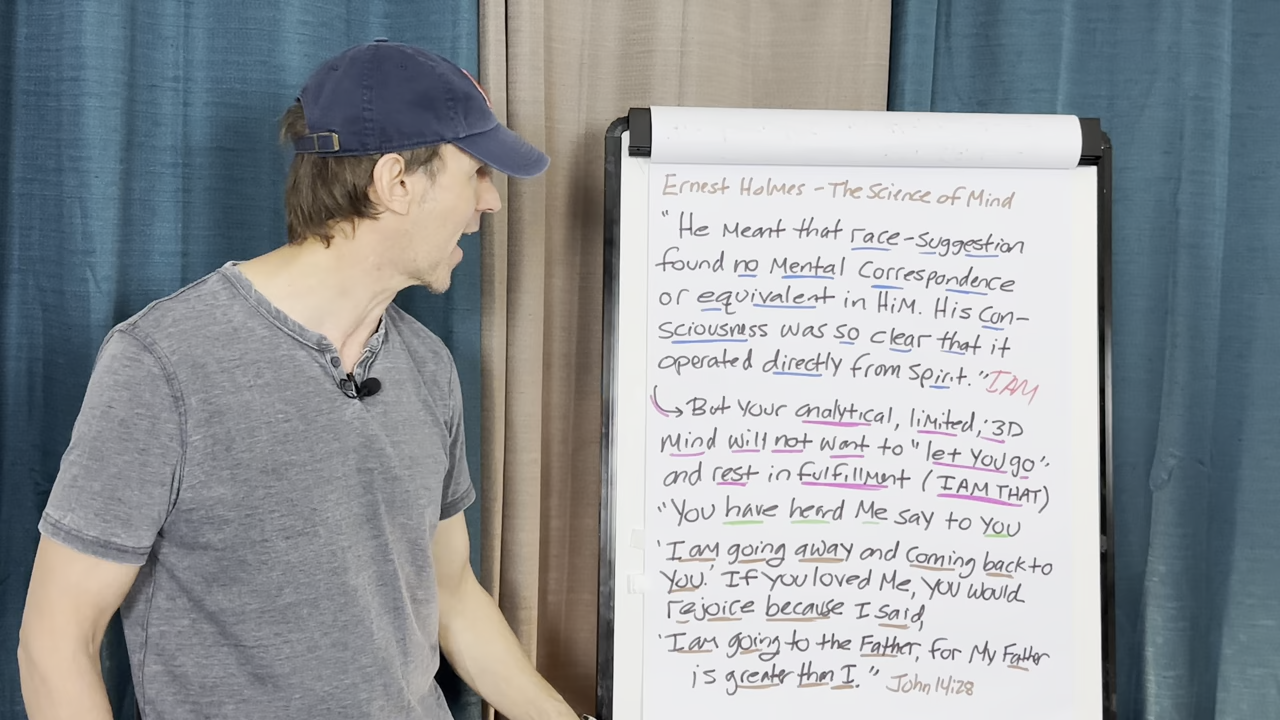 Ernest Holmes - The Science of Mind
"He meant that race-suggestion
found no mental correspondence
or equivalent in Him. His con-
sciousness was so clear that it
operated directly from spirit." I AM
But your analytical, limited, '3D
mind will not want to "let you go"
and rest in fulfillment (I AM THAT)
"You have heard Me say to you
'I am going away and coming back to
you.' If you loved Me, you would
rejoice because I said,
'I am going to the Father, for My Father
is greater than I." John 14:28